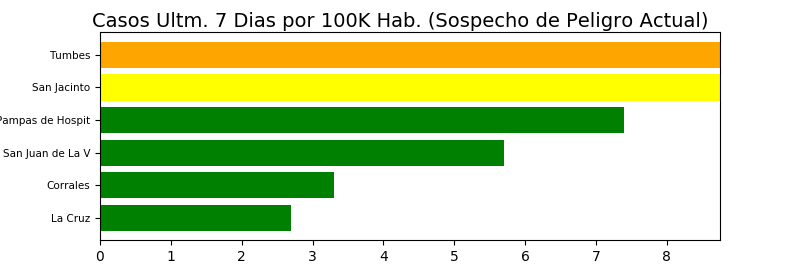 Casos Ultm. 7 Dias por 100K Hab. (Sospecho de Peligro Actual)
Tumbes
San Jacinto
Pampas de Hospit
San Juan de La V
Corrales
La Cruz
0 1 2 3 4 5 6 7 8